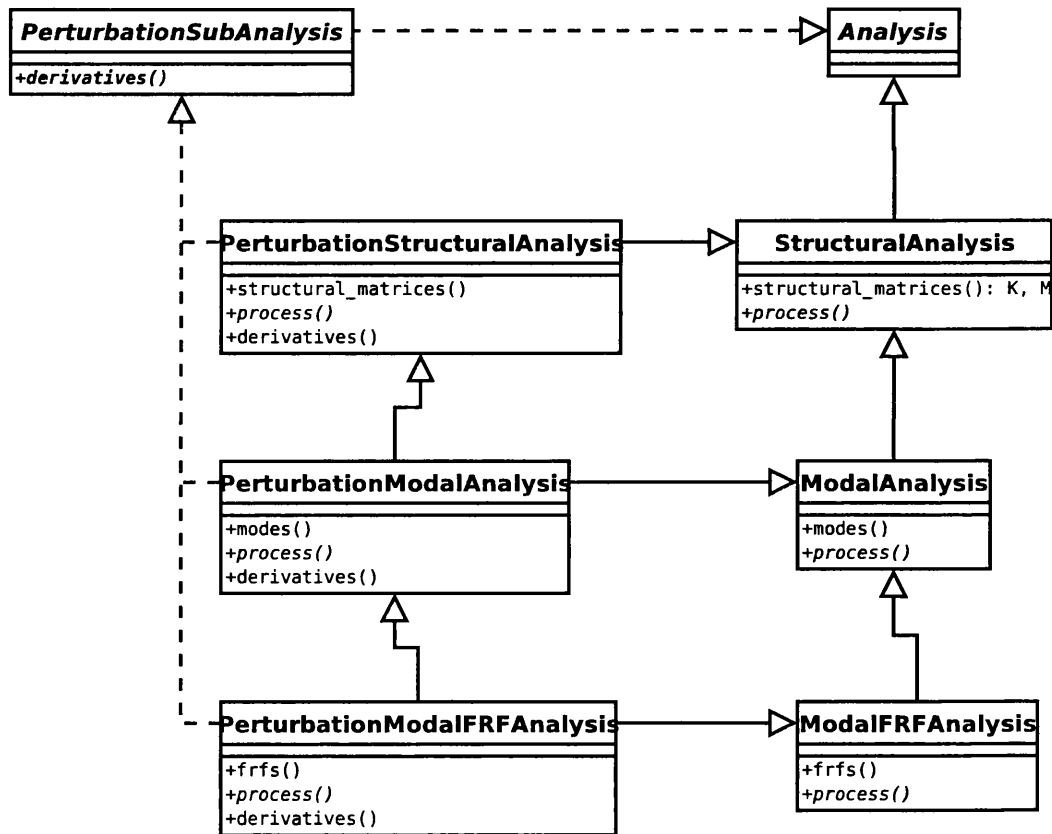 PerturbationSubAnalysis
+derivatives()
Analysis
PerturbationStructuralAnalysis
+structural_matrices()
+process()
+derivatives()
StructuralAnalysis
+structural_matrices(): K, M
+process()
PerturbationModalAnalysis
+modes()
+process()
+derivatives()
ModalAnalysis
+modes()
+process()
PerturbationModalFRFAnalysis
+frfs()
+process()
+derivatives()
ModalFRFAnalysis
+frfs()
+process()